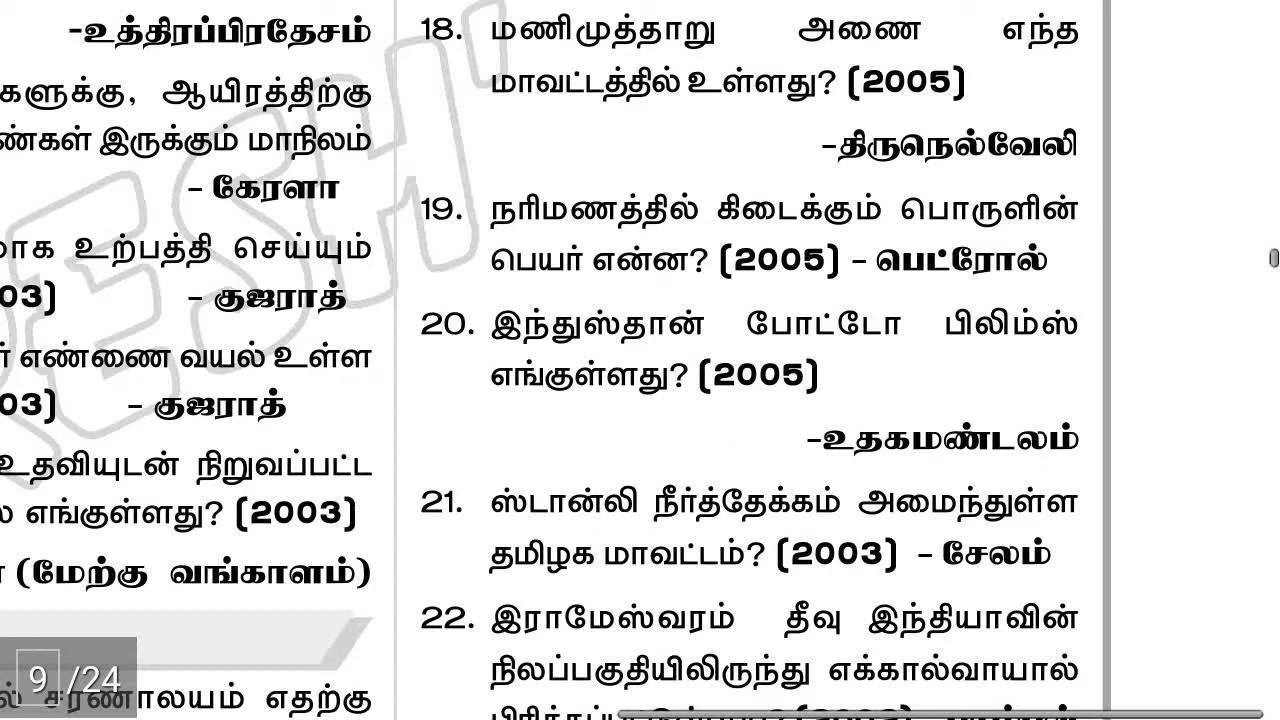 -உத்திரப்பிரதேசம்
களுக்கு, ஆயிரத்திற்கு
ண்கள் இருக்கும் மாநிலம்
- கேரளா
உற்பத்தி செய்யும்
03) - குஜராத்
எண்ணை வயல் உள்ள
03) - குஜராத்
உதவியுடன் நிறுவப்பட்ட
எங்குள்ளது? (2003)
(மேற்கு வங்காளம்)
சரணாலயம் எதற்கு
18. மணிமுத்தாறு அணை எந்த
மாவட்டத்தில் உள்ளது? (2005)
-திருநெல்வேலி
19. நரிமணத்தில் கிடைக்கும் பொருளின்
பெயர் என்ன? (2005) - பெட்ரோல்
20. இந்துஸ்தான் போட்டோ பிலிம்ஸ்
எங்குள்ளது? (2005)
-உதகமண்டலம்
21. ஸ்டான்லி நீர்த்தேக்கம் அமைந்துள்ள
தமிழக மாவட்டம்? (2003) - சேலம்
22. இராமேஸ்வரம் தீவு இந்தியாவின்
நிலப்பகுதியிலிருந்து எக்கால்வாயால்
9 /24